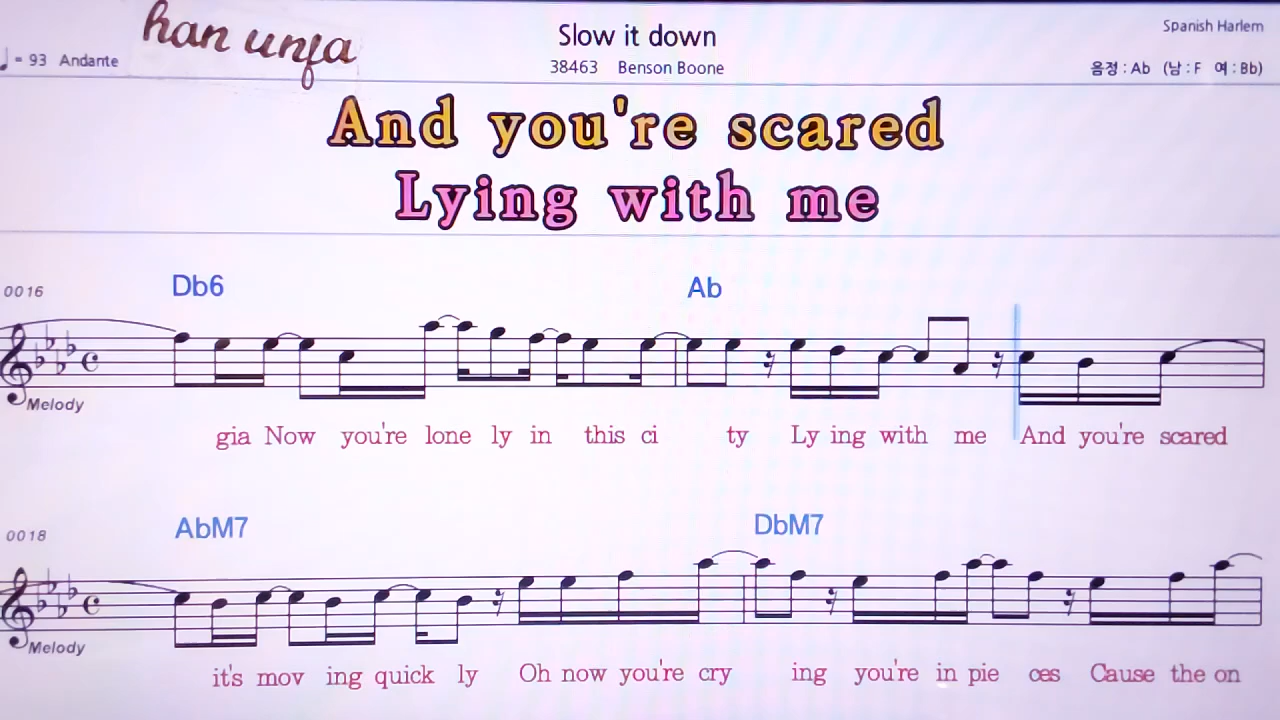 han unja
Slow it down
Spanish Harlem
♩ = 93 Andante
38463 Benson Boone
음정 : Ab (남 : F 여 : Bb)
And you're scared
Lying with me
0016
Db6 Ab
Melody
gia Now you're lone ly in this ci ty Ly ing with me And you're scared
0018
AbM7 DbM7
Melody
it's mov ing quick ly Oh now you're cry ing you're in pie ces Cause the on